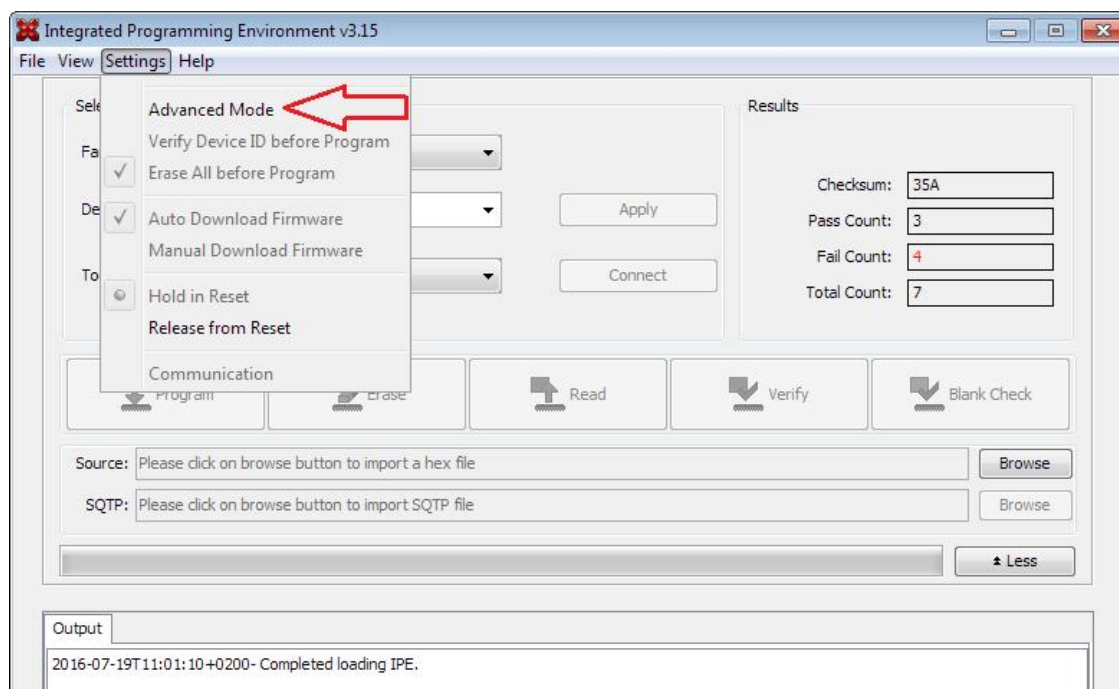 Integrated Programming Environment v3.15
File View Settings Help
Advanced Mode
Verify Device ID before Program
Erase All before Program
Auto Download Firmware
Manual Download Firmware
Hold in Reset
Release from Reset
Communication
Sele
Fa
De
To
Apply
Connect
Results
Checksum: 35A
Pass Count: 3
Fail Count: 4
Total Count: 7
Program Erase Read Verify Blank Check
Source: Please click on browse button to import a hex file Browse
SQTP: Please click on browse button to import SQTP file Browse
Less
Output
2016-07-19T11:01:10+0200- Completed loading IPE.